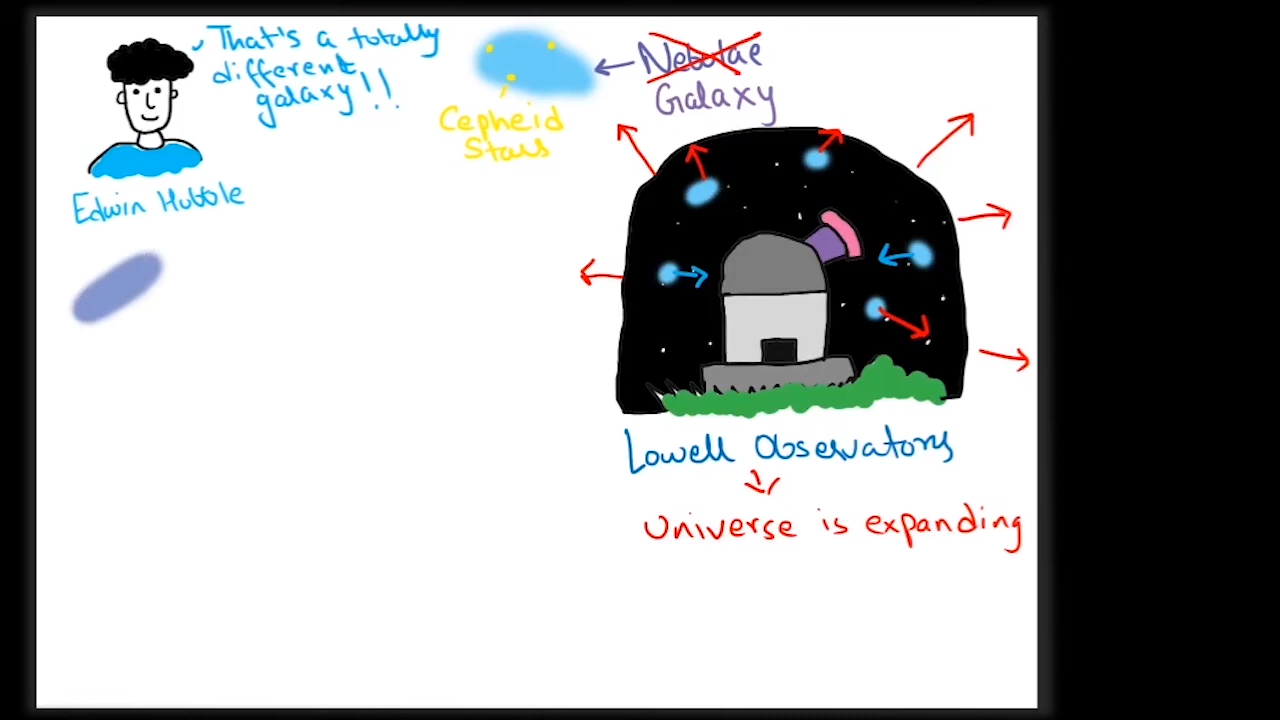 That's a totally
different
galaxy!!
Edwin Hubble
Cepheid
Stars
Nebulae
Galaxy
Lowell Observatory
Universe is expanding